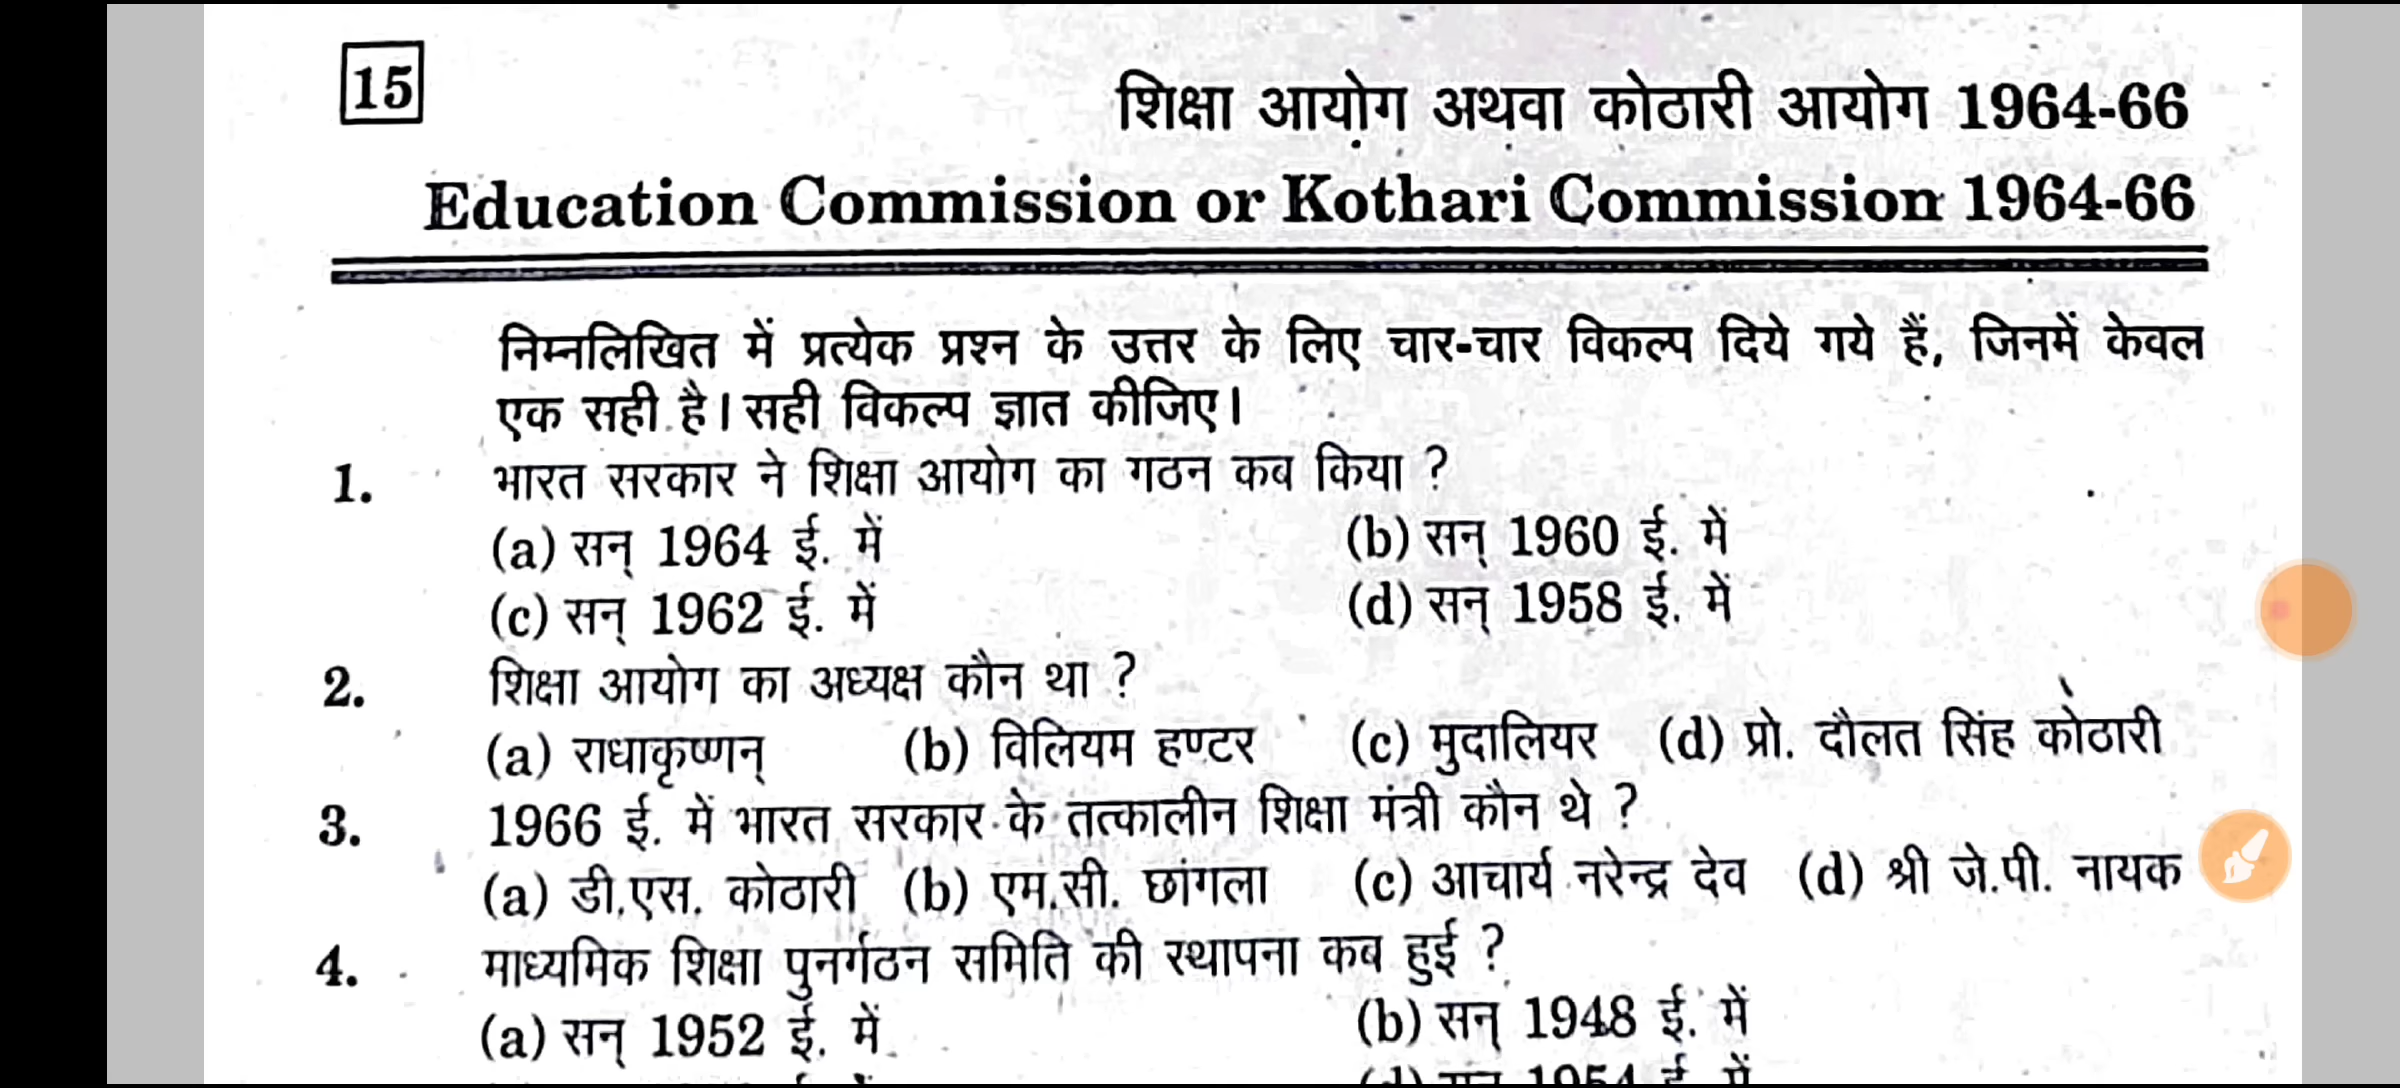 15
शिक्षा आयोग अथवा कोठारी आयोग 1964-66
Education Commission or Kothari Commission 1964-66
निम्नलिखित में प्रत्येक प्रश्न के उत्तर के लिए चार-चार विकल्प दिये गये हैं, जिनमें केवल
एक सही है। सही विकल्प ज्ञात कीजिए।
1. भारत सरकार ने शिक्षा आयोग का गठन कब किया ?
(a) सन् 1964 ई. में (b) सन् 1960 ई. में
(c) सन् 1962 ई. में (d) सन् 1958 ई. में
2. शिक्षा आयोग का अध्यक्ष कौन था ?
(a) राधाकृष्णन् (b) विलियम हण्टर (c) मुदालियर (d) प्रो. दौलत सिंह कोठारी
3. 1966 ई. में भारत सरकार के तत्कालीन शिक्षा मंत्री कौन थे ?
(a) डी.एस. कोठारी (b) एम.सी. छांगला (c) आचार्य नरेन्द्र देव (d) श्री जे.पी. नायक
4. माध्यमिक शिक्षा पुनर्गठन समिति की स्थापना कब हुई ?
(a) सन् 1952 ई. में (b) सन् 1948 ई. में
(d) सन् 1954 ई. में